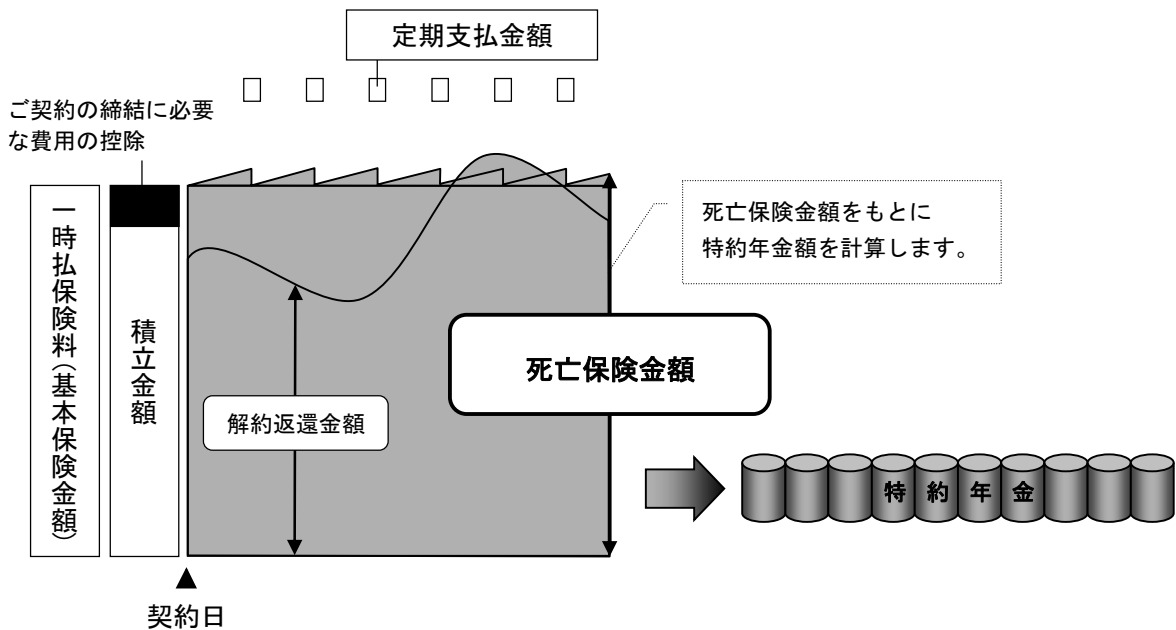 定期支払金額
ご契約の締結に必要
な費用の控除
一時払保険料（基本保険金額）
積立金額
死亡保険金額をもとに
特約年金額を計算します。
死亡保険金額
解約返還金額
特約年金
▲
契約日